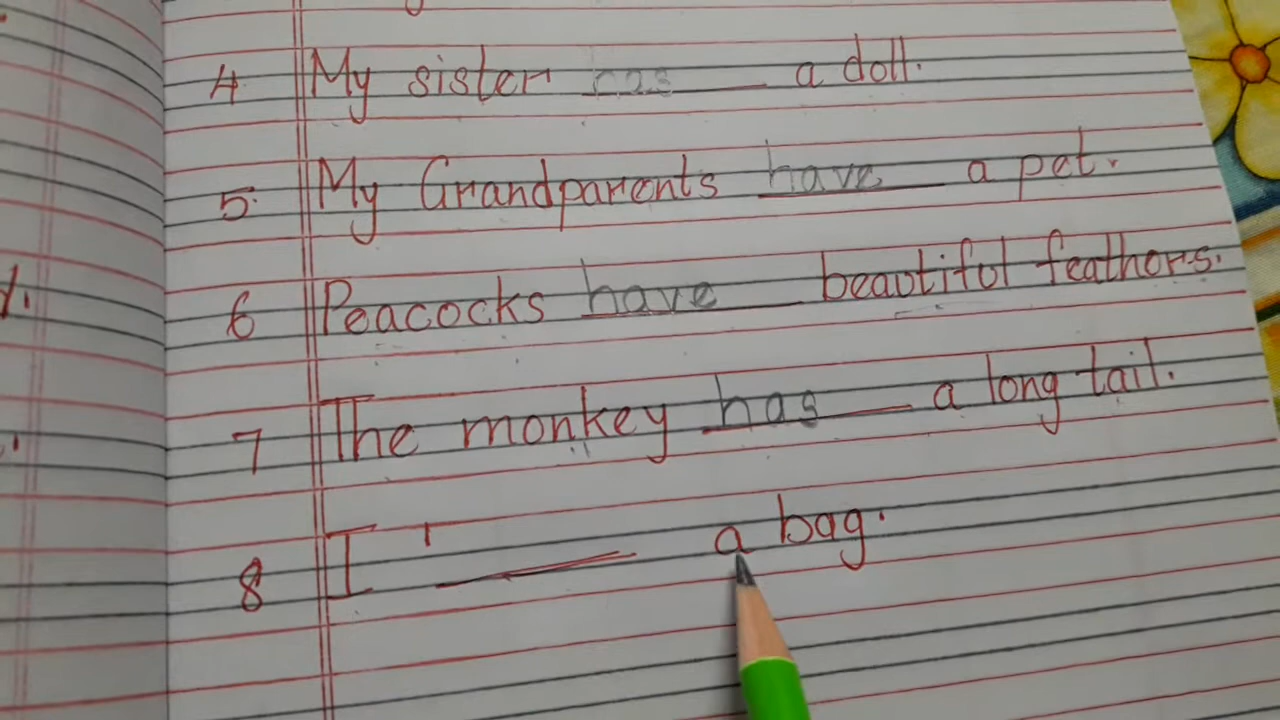 4 My sister has a doll.
5. My Grandparents have a pet.
6 Peacocks have beautiful feathers.
7 The monkey has a long tail.
8 I a bag.